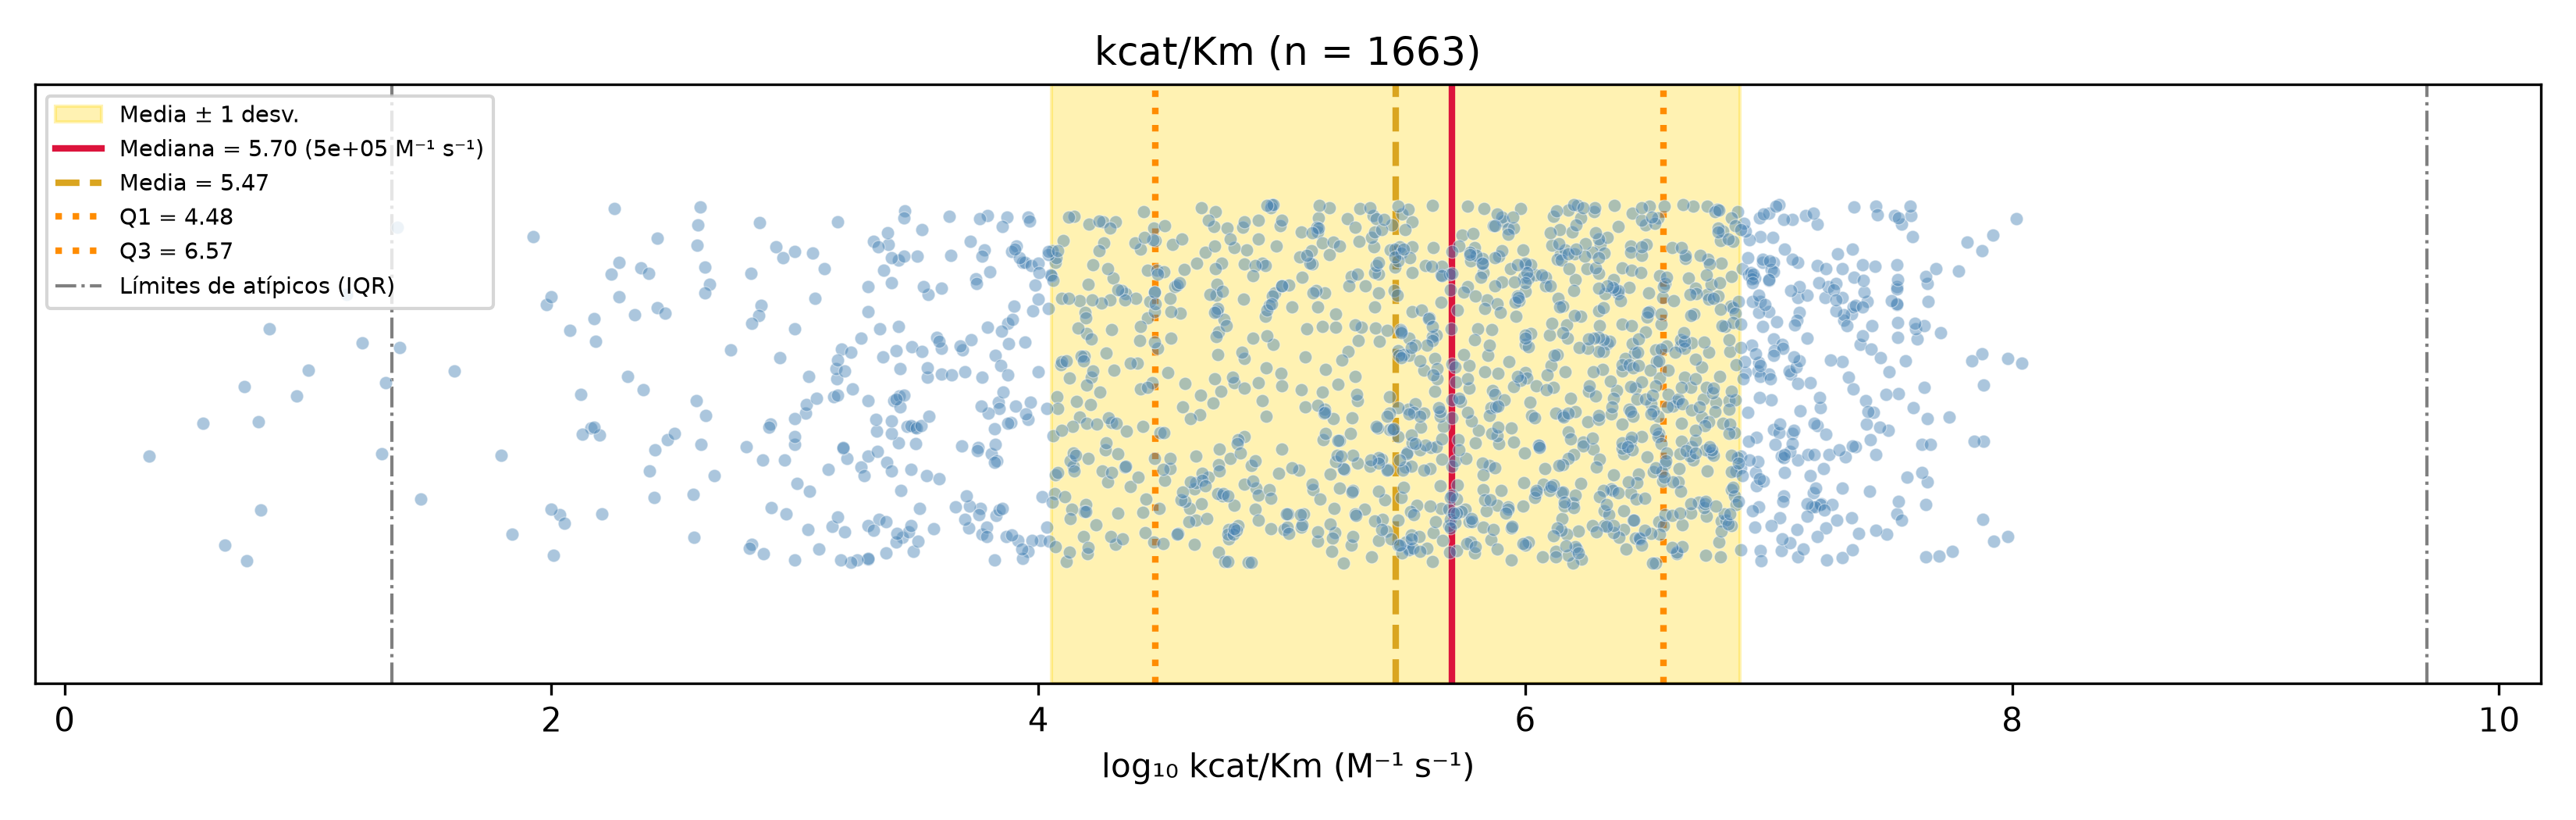 kcat/Km (n = 1663)
Media ± 1 desv.
Mediana = 5.70 (5e+05 M⁻¹ s⁻¹)
Media = 5.47
Q1 = 4.48
Q3 = 6.57
Límites de atípicos (IQR)
0 2 4 6 8 10
log₁₀ kcat/Km (M⁻¹ s⁻¹)